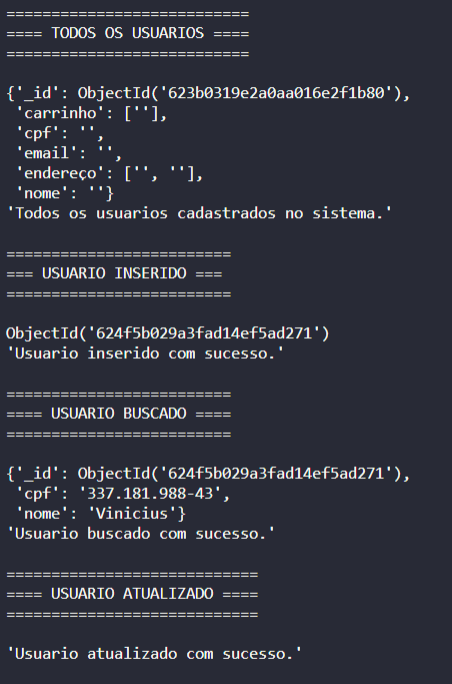 ===========================
==== TODOS OS USUARIOS ====
===========================
{'_id': ObjectId('623b0319e2a0aa016e2f1b80'),
 'carrinho': [''],
 'cpf': '',
 'email': '',
 'endereço': ['', ''],
 'nome': ''}
'Todos os usuarios cadastrados no sistema.'
=========================
=== USUARIO INSERIDO ===
=========================
ObjectId('624f5b029a3fad14ef5ad271')
'Usuario inserido com sucesso.'
=========================
==== USUARIO BUSCADO ====
=========================
{'_id': ObjectId('624f5b029a3fad14ef5ad271'),
 'cpf': '337.181.988-43',
 'nome': 'Vinicius'}
'Usuario buscado com sucesso.'
============================
==== USUARIO ATUALIZADO ====
============================
'Usuario atualizado com sucesso.'